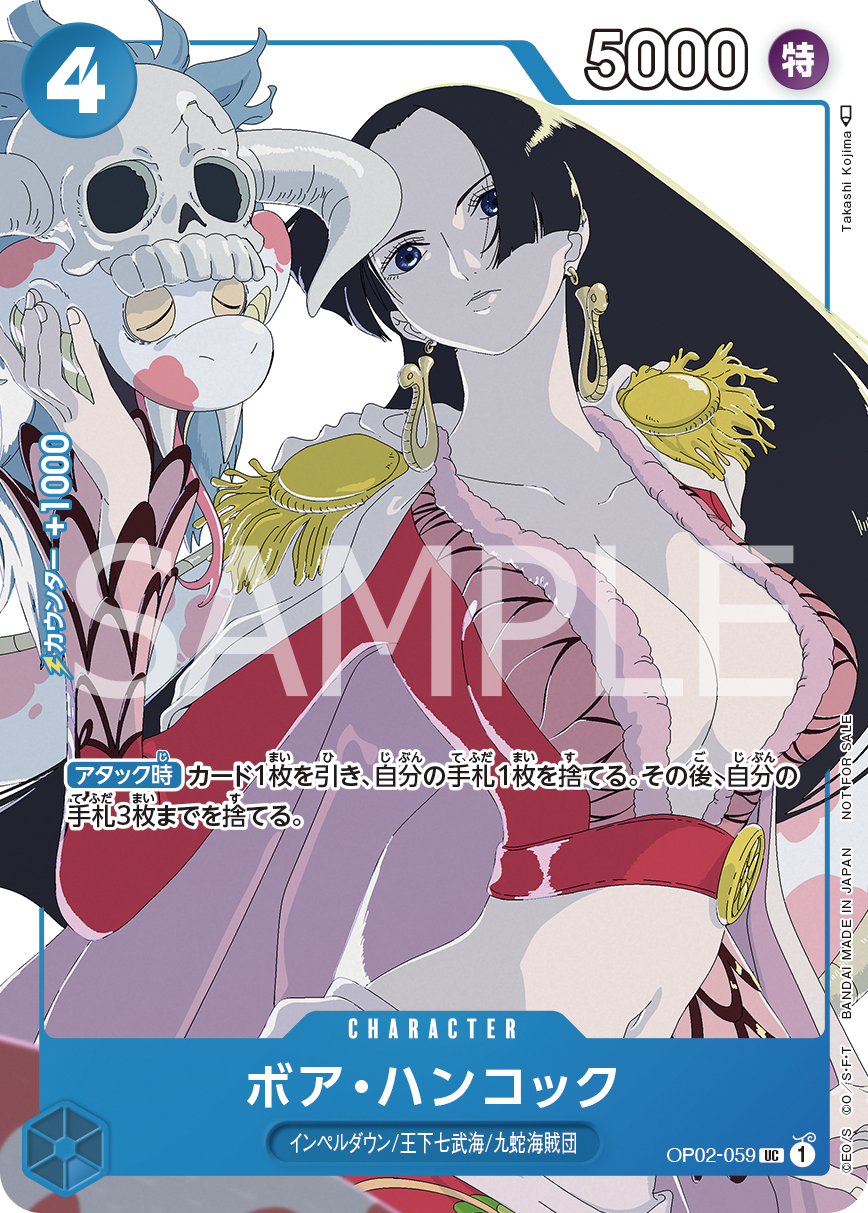 4
5000
特
Takashi Kojima
カウンター +1000
SAMPLE
アタック時 カード1枚を引き、自分の手札1枚を捨てる。その後、自分の
手札3枚までを捨てる。
CHARACTER
ボア・ハンコック
インペルダウン/王下七武海/九蛇海賊団
OP02-059 UC 1
©EO/S ©O/S・F・T BANDAI MADE IN JAPAN NOT FOR SALE